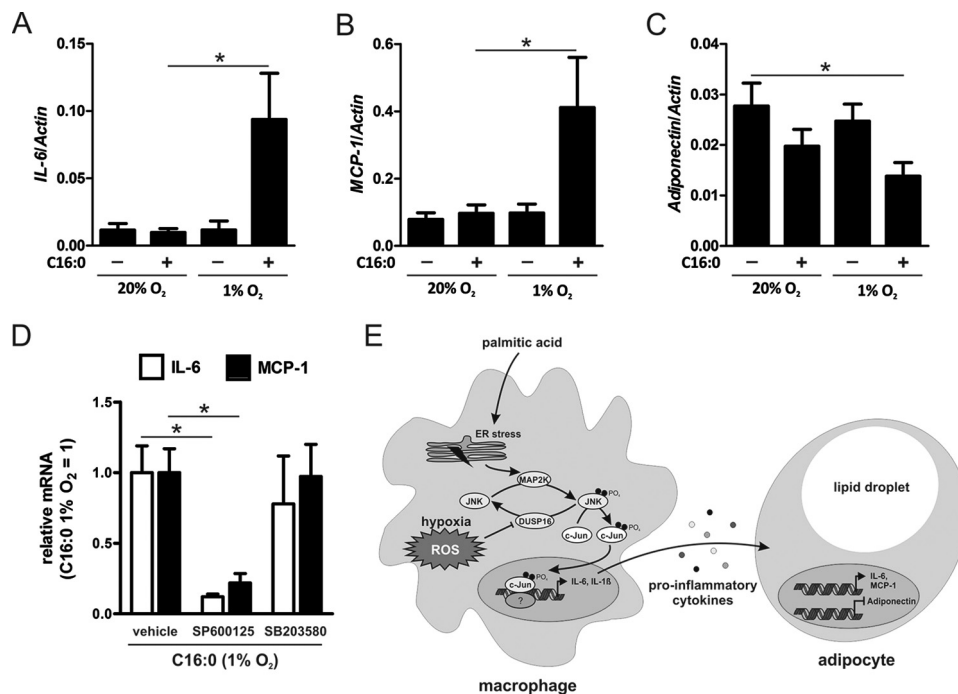 A
IL-6/Actin
0.15
0.10
0.05
0.00
*
C16:0 – + – +
20% O₂ 1% O₂
B
MCP-1/Actin
0.6
0.4
0.2
0.0
*
C16:0 – + – +
20% O₂ 1% O₂
C
Adiponectin/Actin
0.04
0.03
0.02
0.01
0.00
*
C16:0 – + – +
20% O₂ 1% O₂
D
IL-6 MCP-1
relative mRNA
(C16:0 1% O₂ = 1)
1.5
1.0
0.5
0.0
*
*
vehicle SP600125 SB203580
C16:0 (1% O₂)
E
palmitic acid
ER stress
MAP2K
JNK
JNK
PO₄
DUSP16
hypoxia
ROS
c-Jun
c-Jun
PO₄
c-Jun
PO₄
?
IL-6, IL-1ß
macrophage
pro-inflammatory
cytokines
lipid droplet
IL-6,
MCP-1
Adiponectin
adipocyte